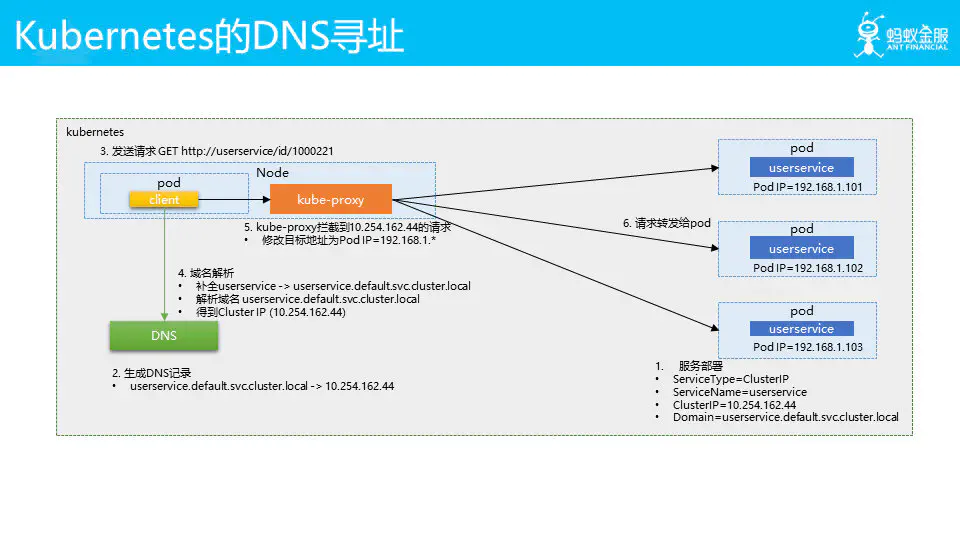 Kubernetes的DNS寻址
蚂蚁金服
ANT FINANCIAL
kubernetes
3. 发送请求 GET http://userservice/id/1000221
Node
pod
client
kube-proxy
5. kube-proxy拦截到10.254.162.44的请求
• 修改目标地址为Pod IP=192.168.1.*
4. 域名解析
• 补全userservice -> userservice.default.svc.cluster.local
• 解析域名 userservice.default.svc.cluster.local
• 得到Cluster IP (10.254.162.44)
DNS
2. 生成DNS记录
• userservice.default.svc.cluster.local -> 10.254.162.44
pod
userservice
Pod IP=192.168.1.101
6. 请求转发给pod
pod
userservice
Pod IP=192.168.1.102
pod
userservice
Pod IP=192.168.1.103
1. 服务部署
• ServiceType=ClusterIP
• ServiceName=userservice
• ClusterIP=10.254.162.44
• Domain=userservice.default.svc.cluster.local